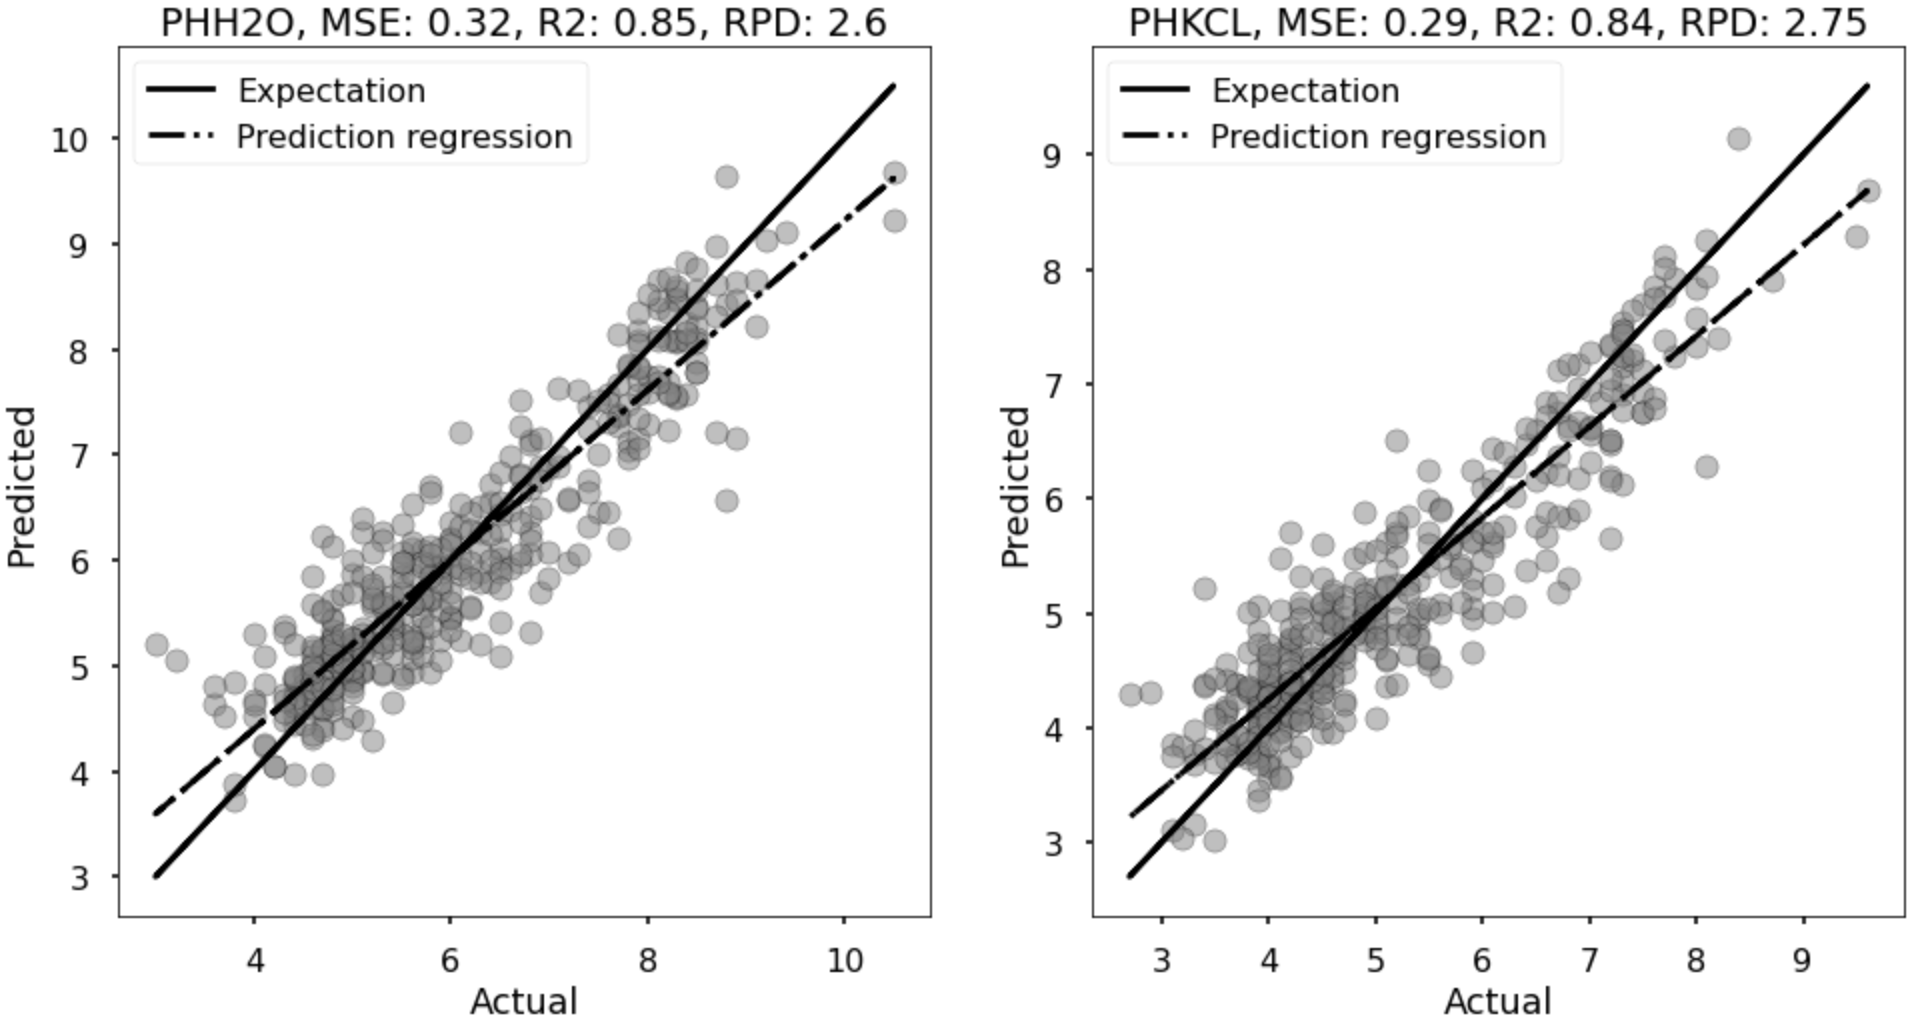 PHH2O, MSE: 0.32, R2: 0.85, RPD: 2.6
Expectation
Prediction regression
10
9
8
7
6
5
4
3
Predicted
4 6 8 10
Actual
PHKCL, MSE: 0.29, R2: 0.84, RPD: 2.75
Expectation
Prediction regression
9
8
7
6
5
4
3
Predicted
3 4 5 6 7 8 9
Actual